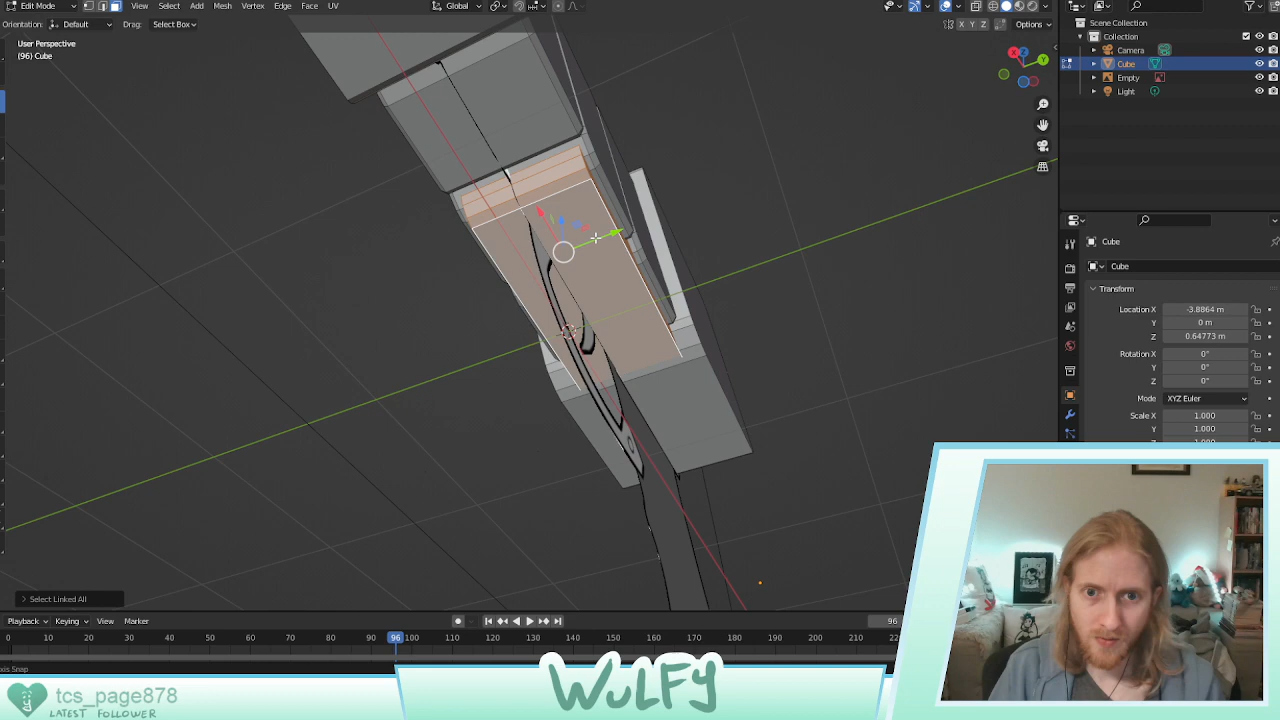 Edit Mode View Select Add Mesh Vertex Edge Face UV Global Scene Collection
Orientation: Default Drag: Select Box X Y Z Options Collection
User Perspective Camera
(96) Cube Cube
Empty
Light
Cube
Cube
Transform
Location X -3.8864 m
Y 0 m
Z 0.64773 m
Rotation X 0°
Y 0°
Z 0°
Mode XYZ Euler
Scale X 1.000
Y 1.000
Select Linked All
Playback Keying View Marker 96
0 10 20 30 40 50 60 70 80 90 96 100 110 120 130 140 150 160 170 180 190 200 210
xis Snap
WULFY
tcs_page878
LATEST FOLLOWER